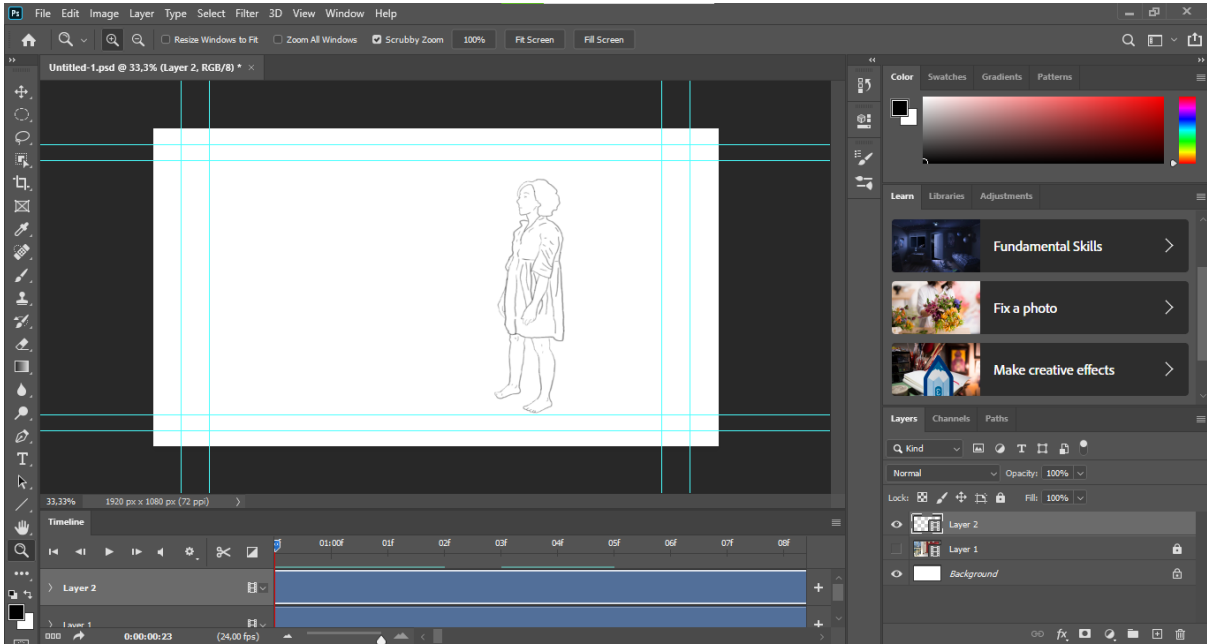 Ps File Edit Image Layer Type Select Filter 3D View Window Help
Resize Windows to Fit Zoom All Windows Scrubby Zoom 100% Fit Screen Fill Screen
Untitled-1.psd @ 33,3% (Layer 2, RGB/8) * ×
Color Swatches Gradients Patterns
Learn Libraries Adjustments
Fundamental Skills
Fix a photo
Make creative effects
Layers Channels Paths
Kind
Normal Opacity: 100%
Lock: Fill: 100%
Layer 2
Layer 1
Background
fx
33,33% 1920 px x 1080 px (72 ppi)
Timeline
01:00f 01f 02f 03f 04f 05f 06f 07f 08f
Layer 2
Layer 1
0:00:00:23 (24,00 fps)